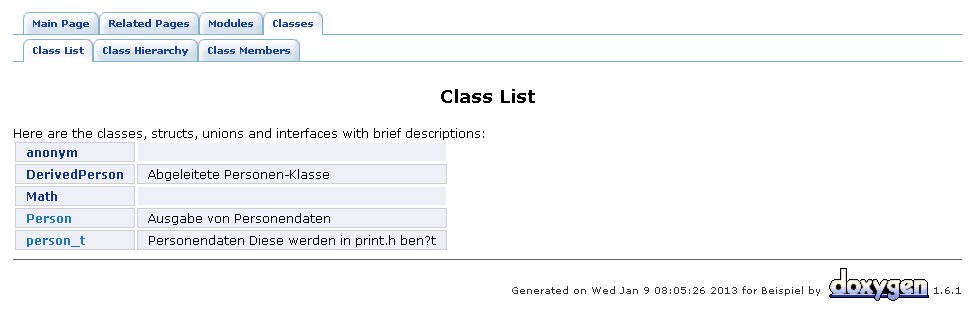 Main Page Related Pages Modules Classes
Class List Class Hierarchy Class Members
Class List
Here are the classes, structs, unions and interfaces with brief descriptions:
anonym
DerivedPerson Abgeleitete Personen-Klasse
Math
Person Ausgabe von Personendaten
person_t Personendaten Diese werden in print.h ben?t
Generated on Wed Jan 9 08:05:26 2013 for Beispiel by doxygen 1.6.1